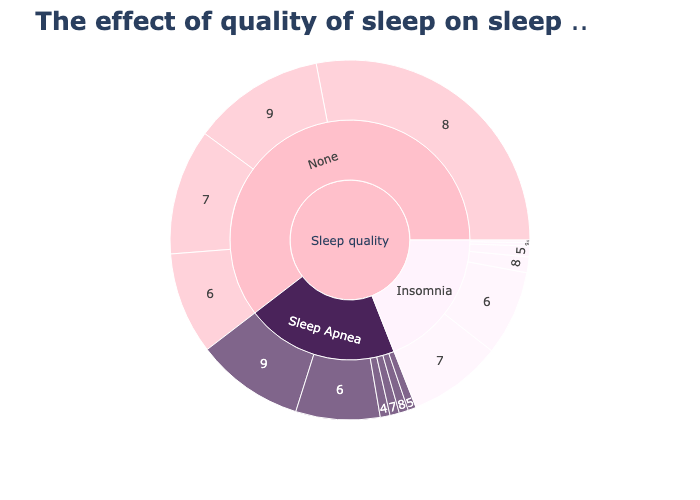 The effect of quality of sleep on sleep ..
9
8
None
7
Sleep quality
5
8
6
Insomnia
6
Sleep Apnea
7
9
6
4
7
8
5